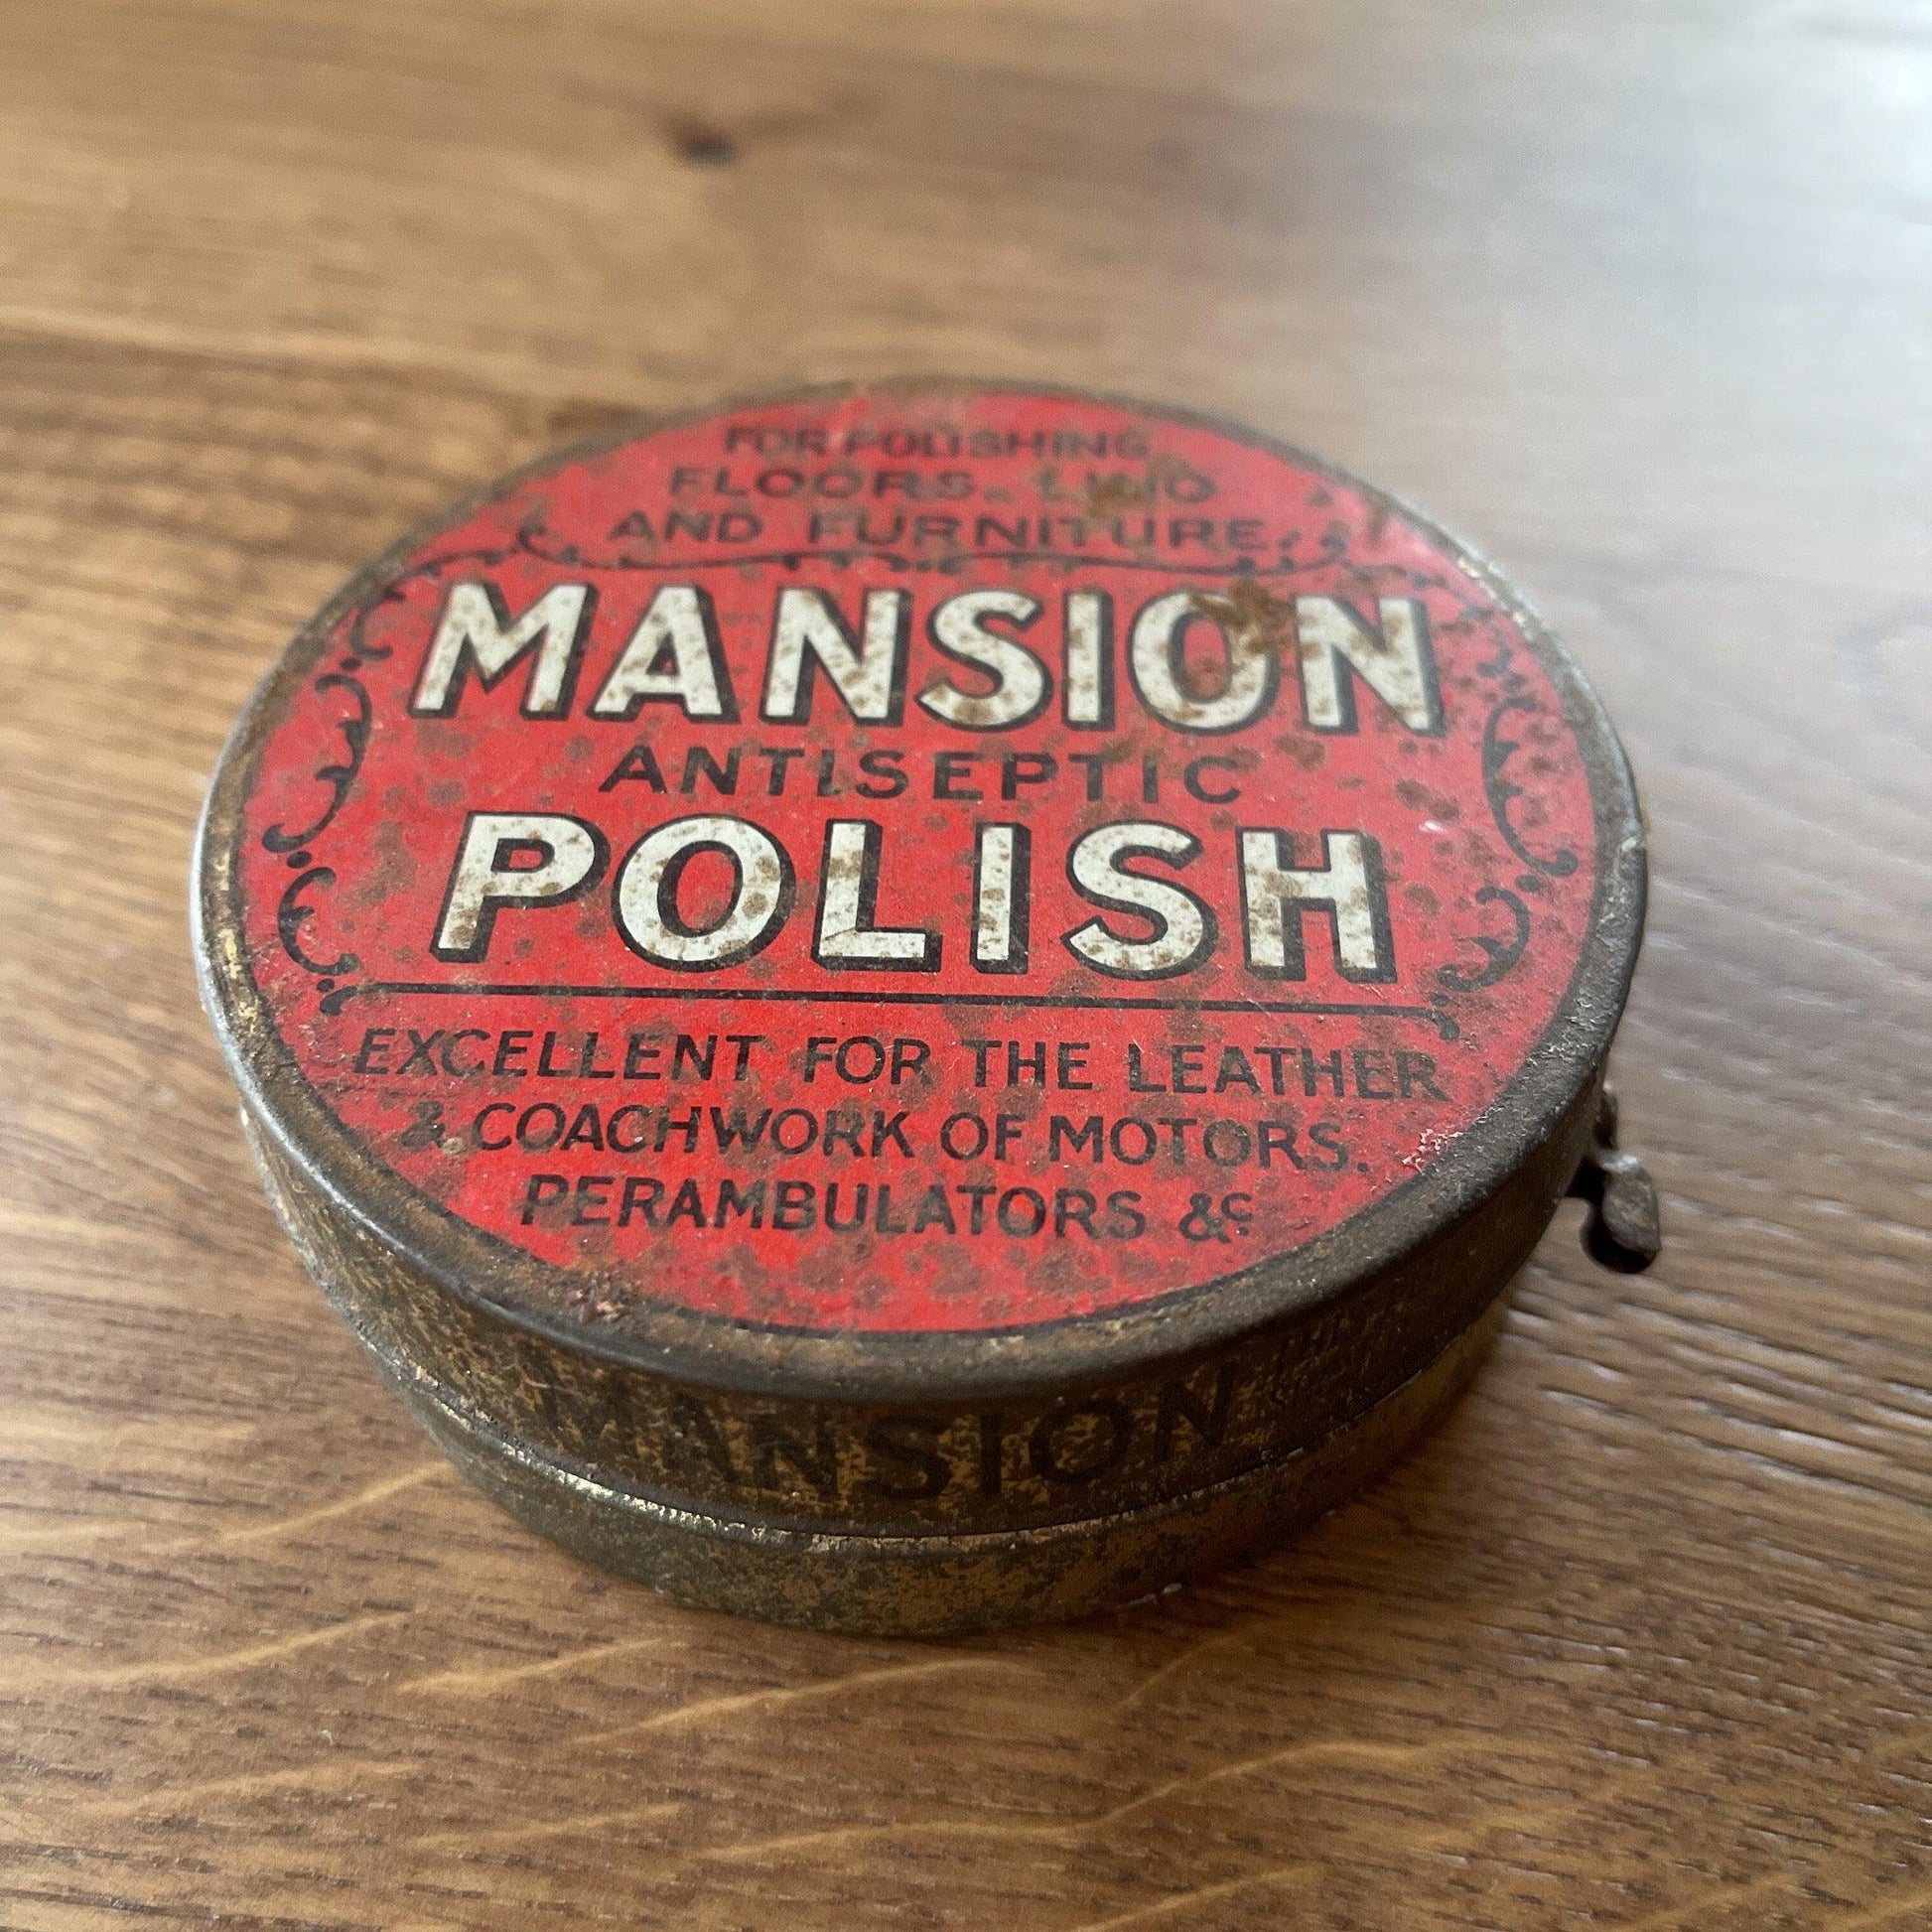 FOR POLISHING
FLOORS. LINO
AND FURNITURE.
MANSION
ANTISEPTIC
POLISH
EXCELLENT FOR THE LEATHER
& COACHWORK OF MOTORS.
PERAMBULATORS &c
MANSION